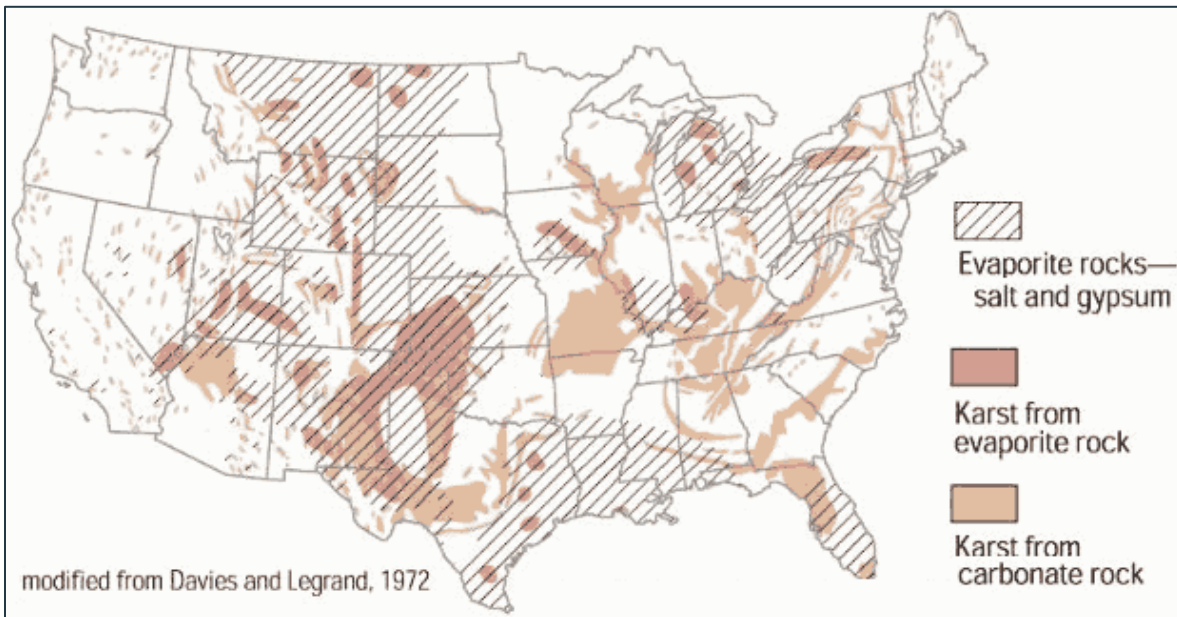 Evaporite rocks—
salt and gypsum
Karst from
evaporite rock
Karst from
carbonate rock
modified from Davies and Legrand, 1972